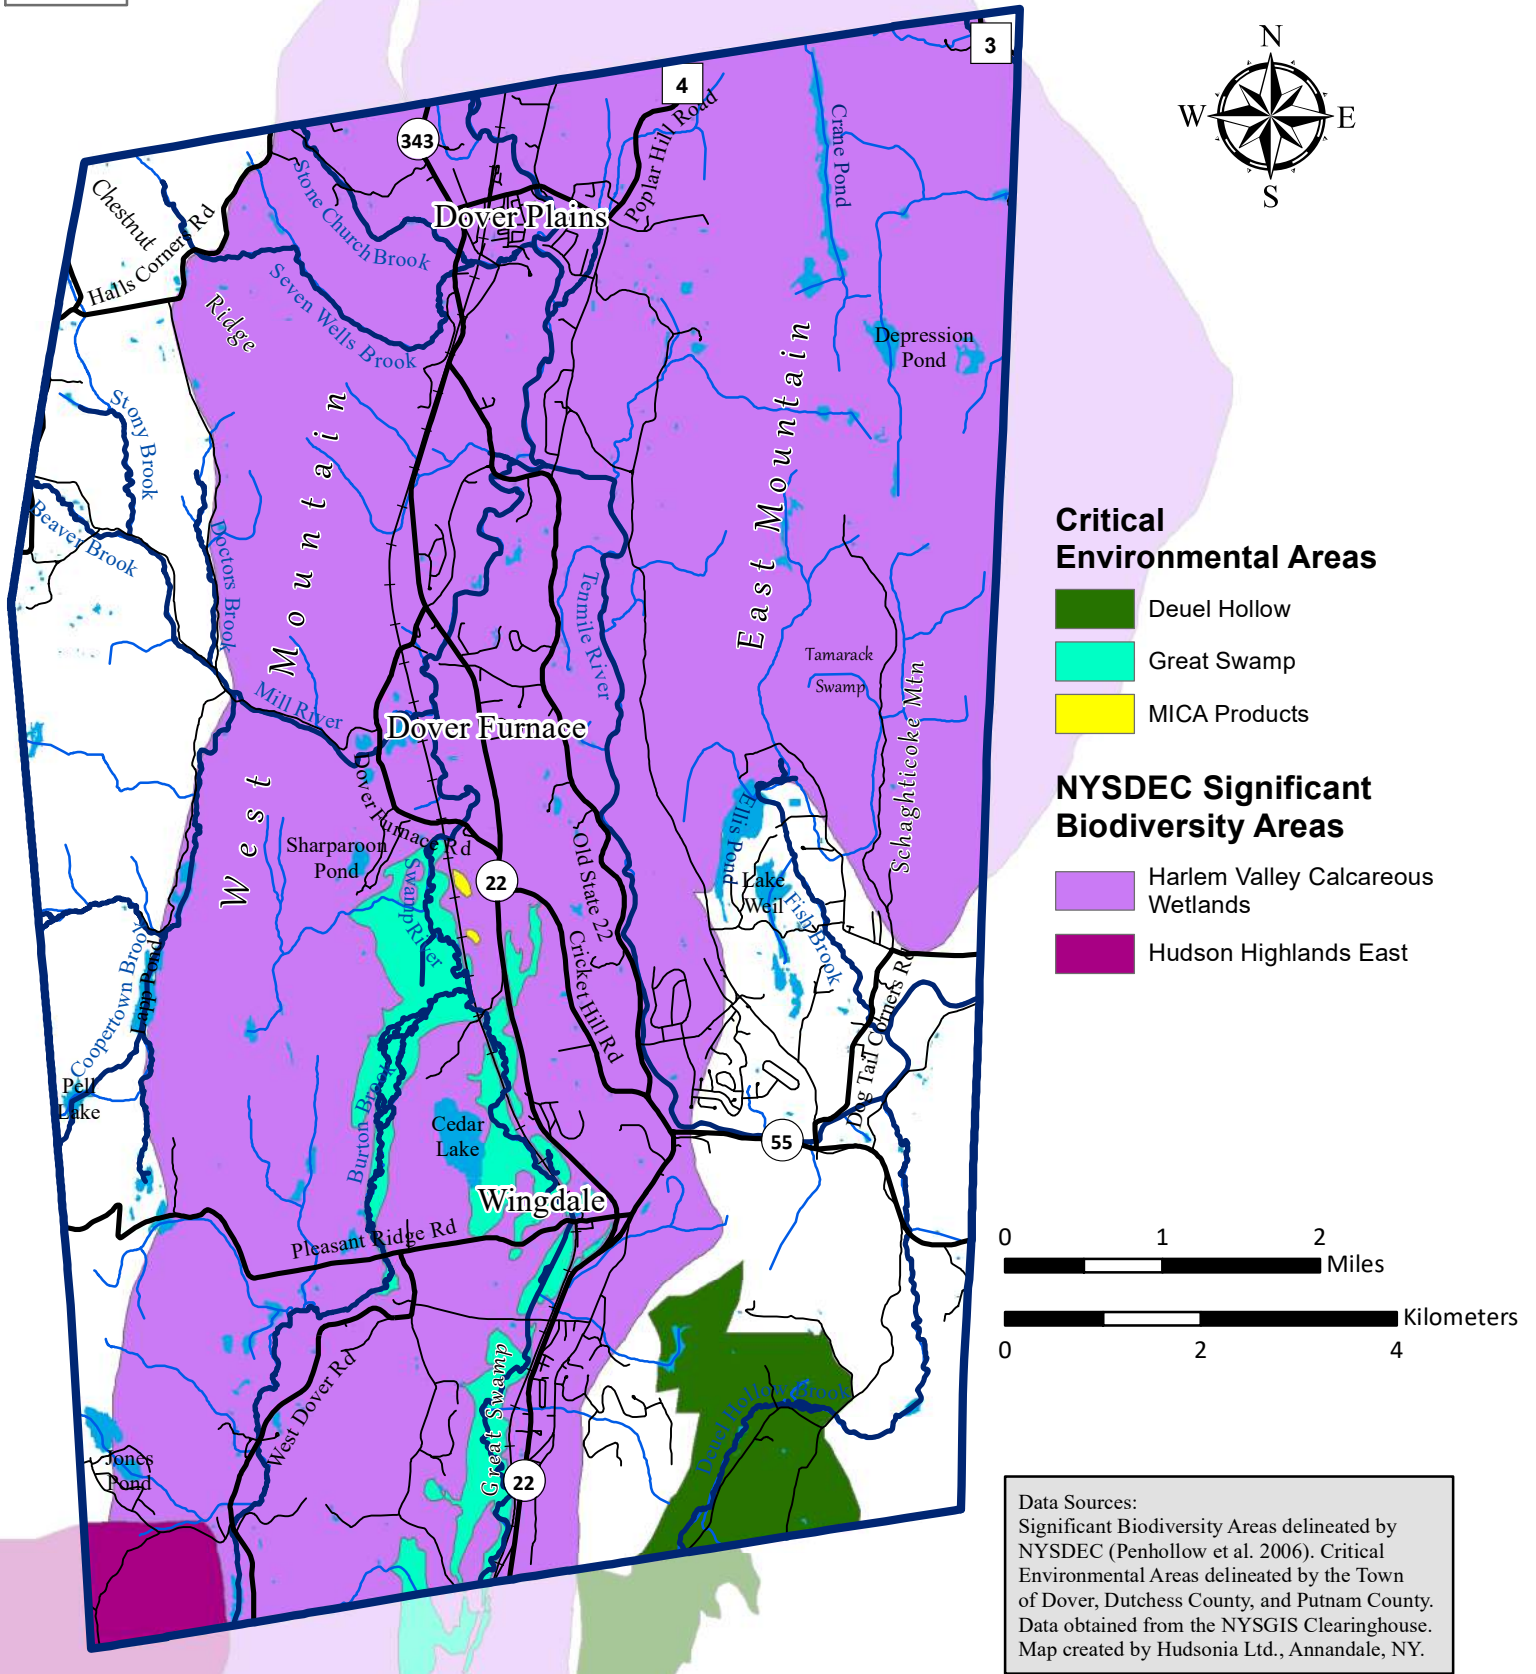 3
4
343
N
W
E
S
Poplar Hill Road
Crane Pond
Chestnut
Halls Corners Rd
Stone Church Brook
Dover Plains
Seven Wells Brook
Ridge
Depression
Pond
East Mountain
Stony Brook
Beaver Brook
Doctors Brook
West Mountain
Tenmile River
Tamarack
Swamp
Schaghticoke Mtn
Mill River
Dover Furnace
Dover Furnace Rd
Sharparoon
Pond
Swamp River
22
Old State 22
Cricket Hill Rd
Ellis Pond
Lake
Weil
Fish Brook
Dog Tail Corners Rd
Coopertown Brook
Lapp Pond
Pell
Lake
Burton Brook
Cedar
Lake
55
Wingdale
Pleasant Ridge Rd
West Dover Rd
Great Swamp
22
Deuel Hollow Brook
Jones
Pond
Critical
Environmental Areas
Deuel Hollow
Great Swamp
MICA Products
NYSDEC Significant
Biodiversity Areas
Harlem Valley Calcareous
Wetlands
Hudson Highlands East
0 1 2
Miles
Kilometers
0 2 4
Data Sources:
Significant Biodiversity Areas delineated by
NYSDEC (Penhollow et al. 2006). Critical
Environmental Areas delineated by the Town
of Dover, Dutchess County, and Putnam County.
Data obtained from the NYSGIS Clearinghouse.
Map created by Hudsonia Ltd., Annandale, NY.